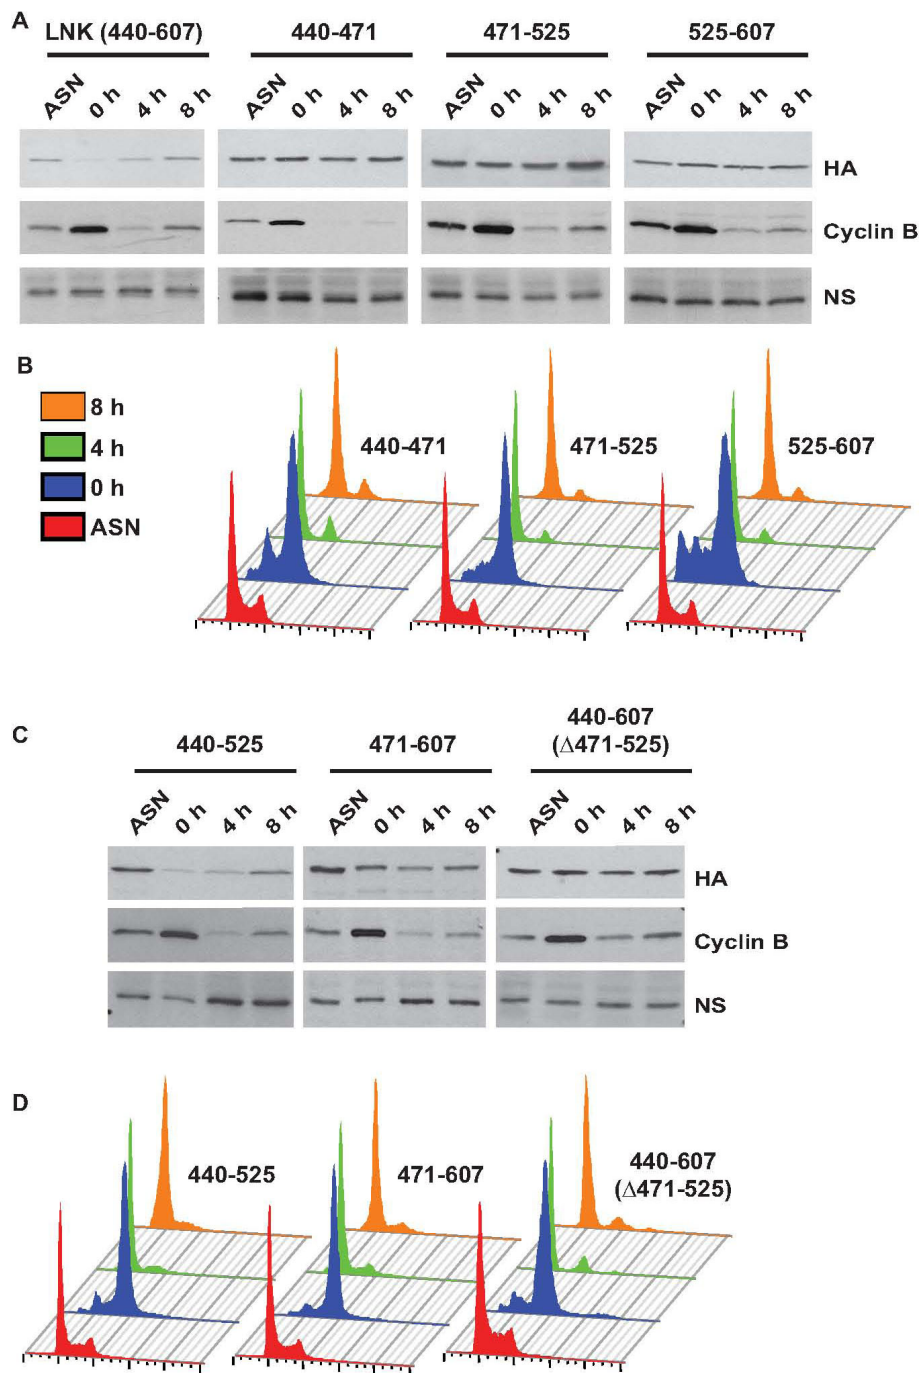 A
LNK (440-607) 440-471 471-525 525-607
ASN 0 h 4 h 8 h ASN 0 h 4 h 8 h ASN 0 h 4 h 8 h ASN 0 h 4 h 8 h
HA
Cyclin B
NS
B
8 h
4 h
0 h
ASN
440-471 471-525 525-607
C
440-525 471-607 440-607
(Δ471-525)
ASN 0 h 4 h 8 h ASN 0 h 4 h 8 h ASN 0 h 4 h 8 h
HA
Cyclin B
NS
D
440-525 471-607 440-607
(Δ471-525)